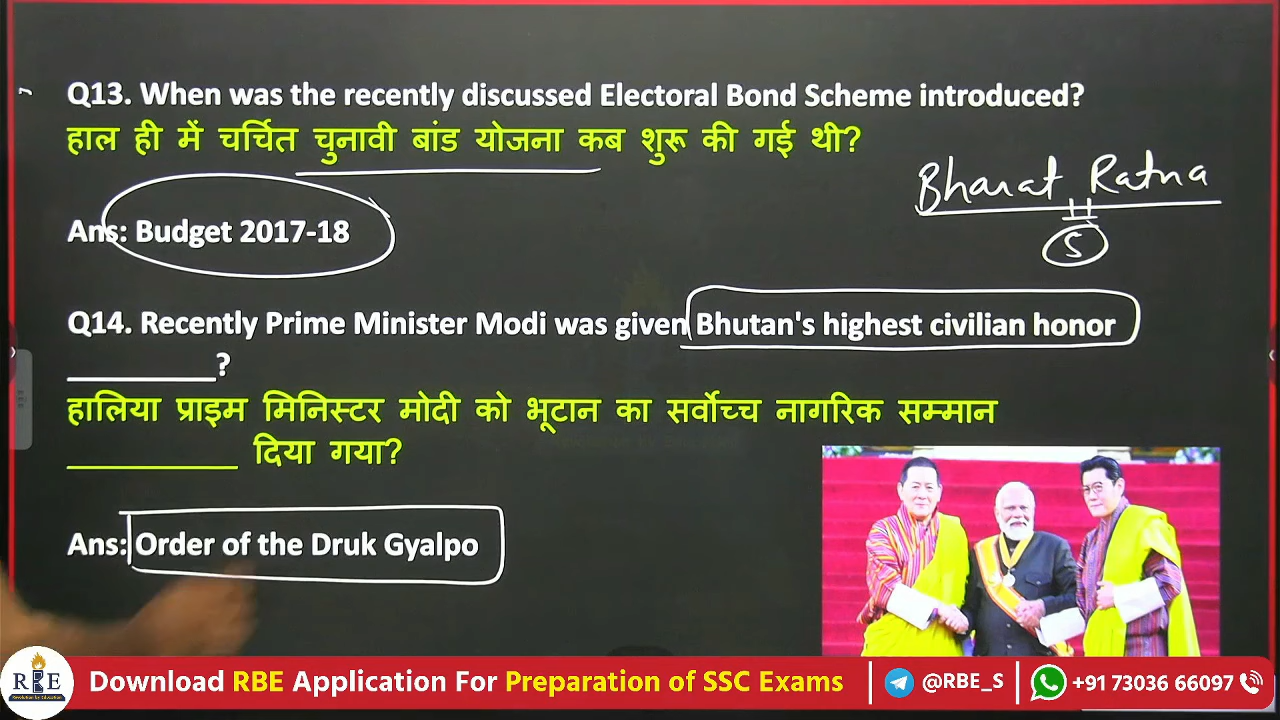 Q13. When was the recently discussed Electoral Bond Scheme introduced?
हाल ही में चर्चित चुनावी बांड योजना कब शुरू की गई थी?
Bharat Ratna
5
Ans: Budget 2017-18
Q14. Recently Prime Minister Modi was given Bhutan's highest civilian honor
__________?
हालिया प्राइम मिनिस्टर मोदी को भूटान का सर्वोच्च नागरिक सम्मान
__________ दिया गया?
Ans: Order of the Druk Gyalpo
RBE
Revolution by Education
Download RBE Application For Preparation of SSC Exams
@RBE_S
+91 73036 66097